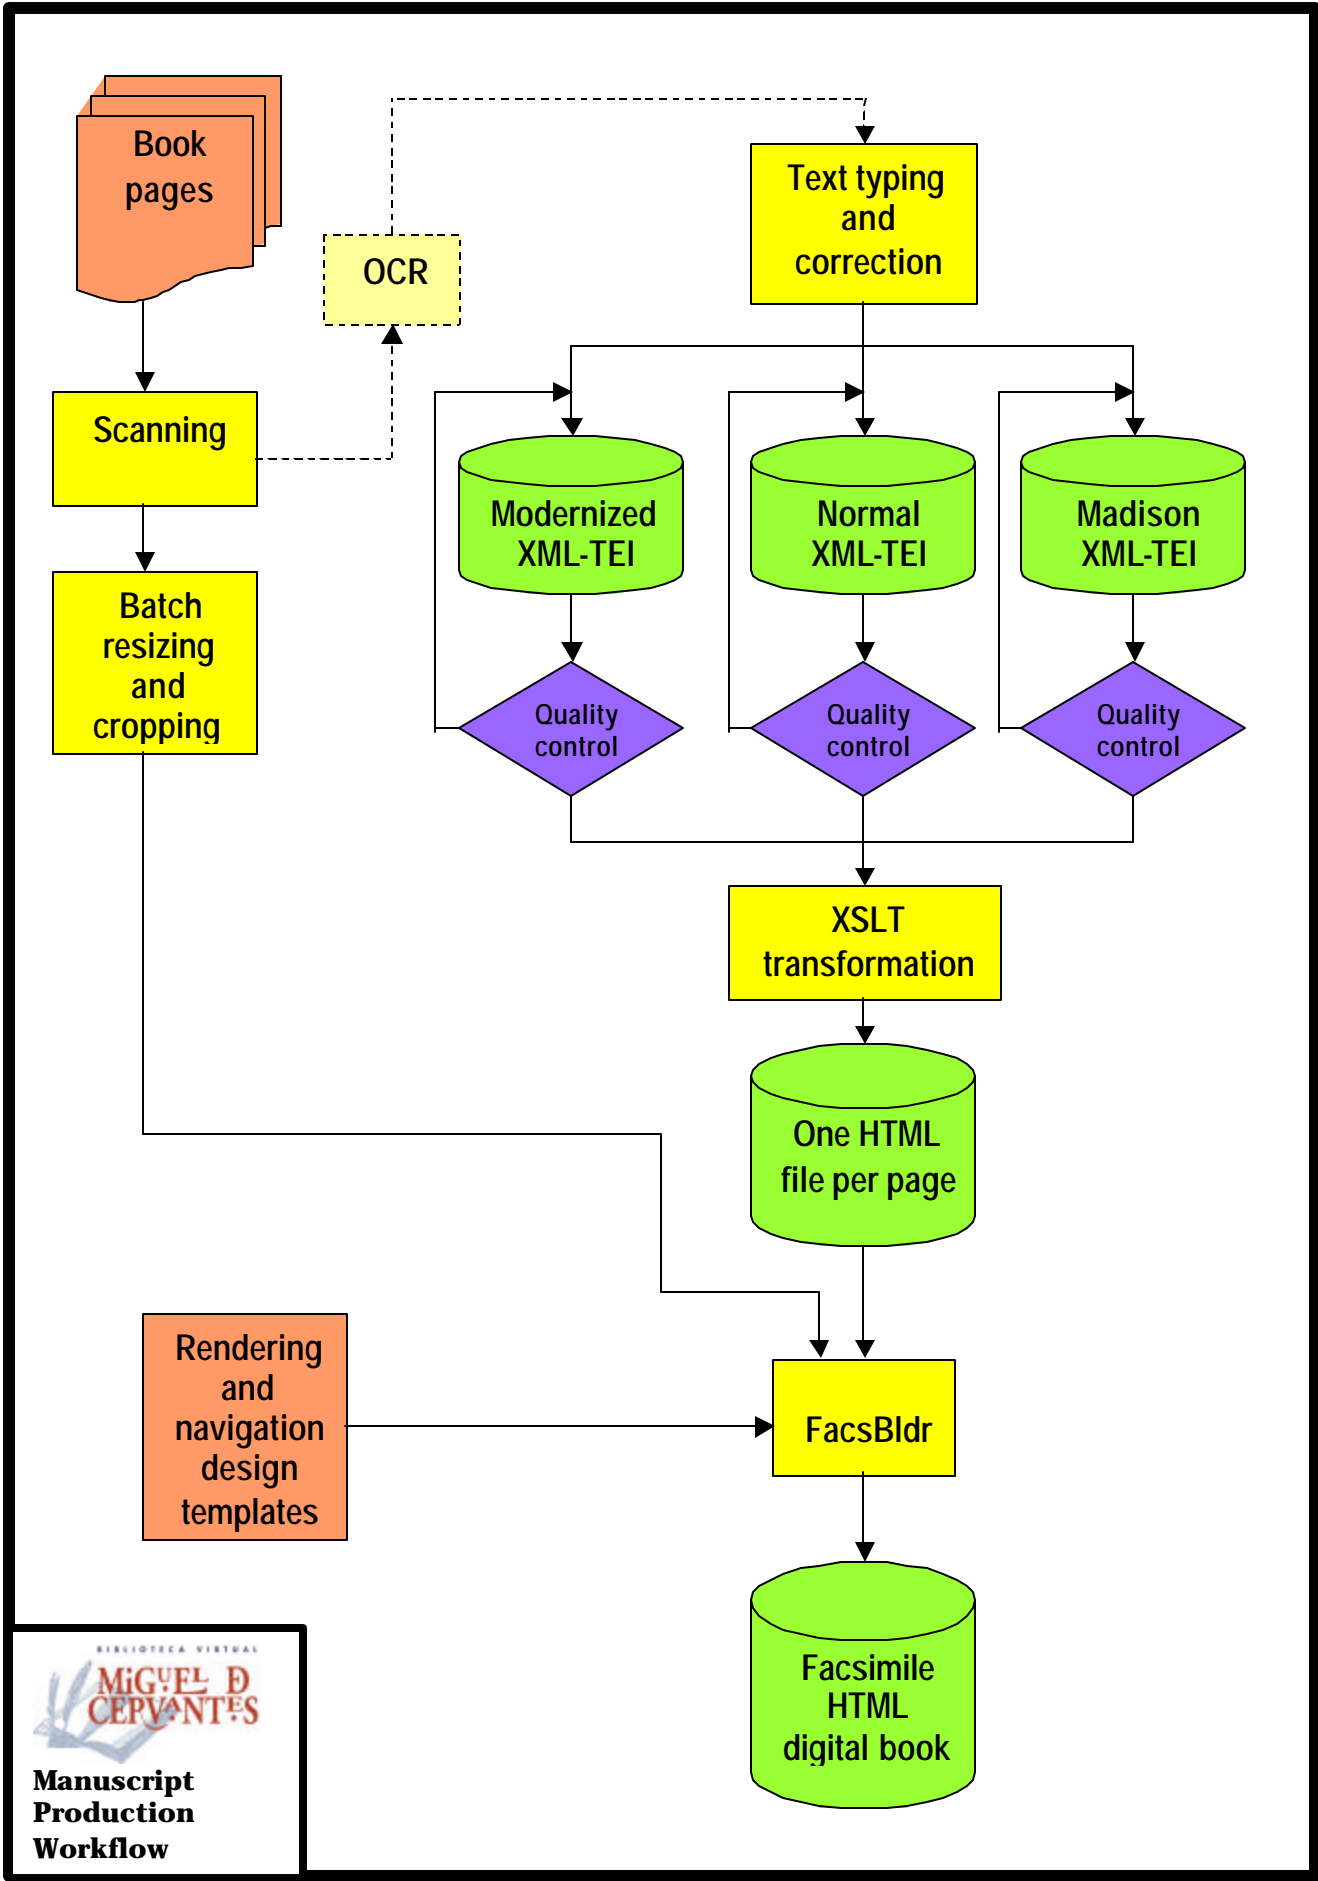 Book
pages
OCR
Text typing
and
correction
Scanning
Modernized
XML-TEI
Normal
XML-TEI
Madison
XML-TEI
Batch
resizing
and
cropping
Quality
control
Quality
control
Quality
control
XSLT
transformation
One HTML
file per page
Rendering
and
navigation
design
templates
FacsBldr
Facsimile
HTML
digital book
BIBLIOTECA VIRTUAL
MIGUEL D
CERVANTES
Manuscript
Production
Workflow